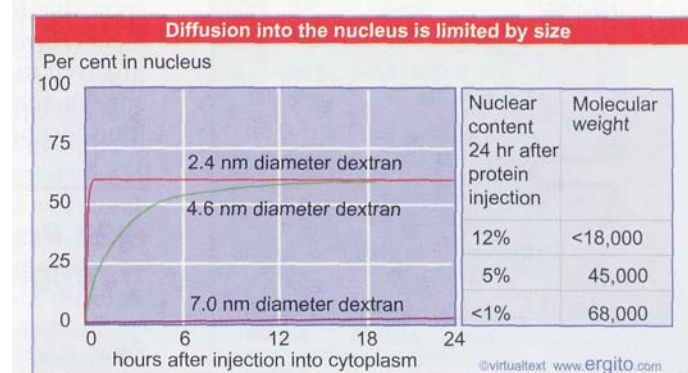 Diffusion into the nucleus is limited by size
Per cent in nucleus
100
75
50
25
0
2.4 nm diameter dextran
4.6 nm diameter dextran
7.0 nm diameter dextran
0 6 12 18 24
hours after injection into cytoplasm
Nuclear
content
24 hr after
protein
injection
Molecular
weight
12% <18,000
5% 45,000
<1% 68,000
©virtualtext www.ergito.com